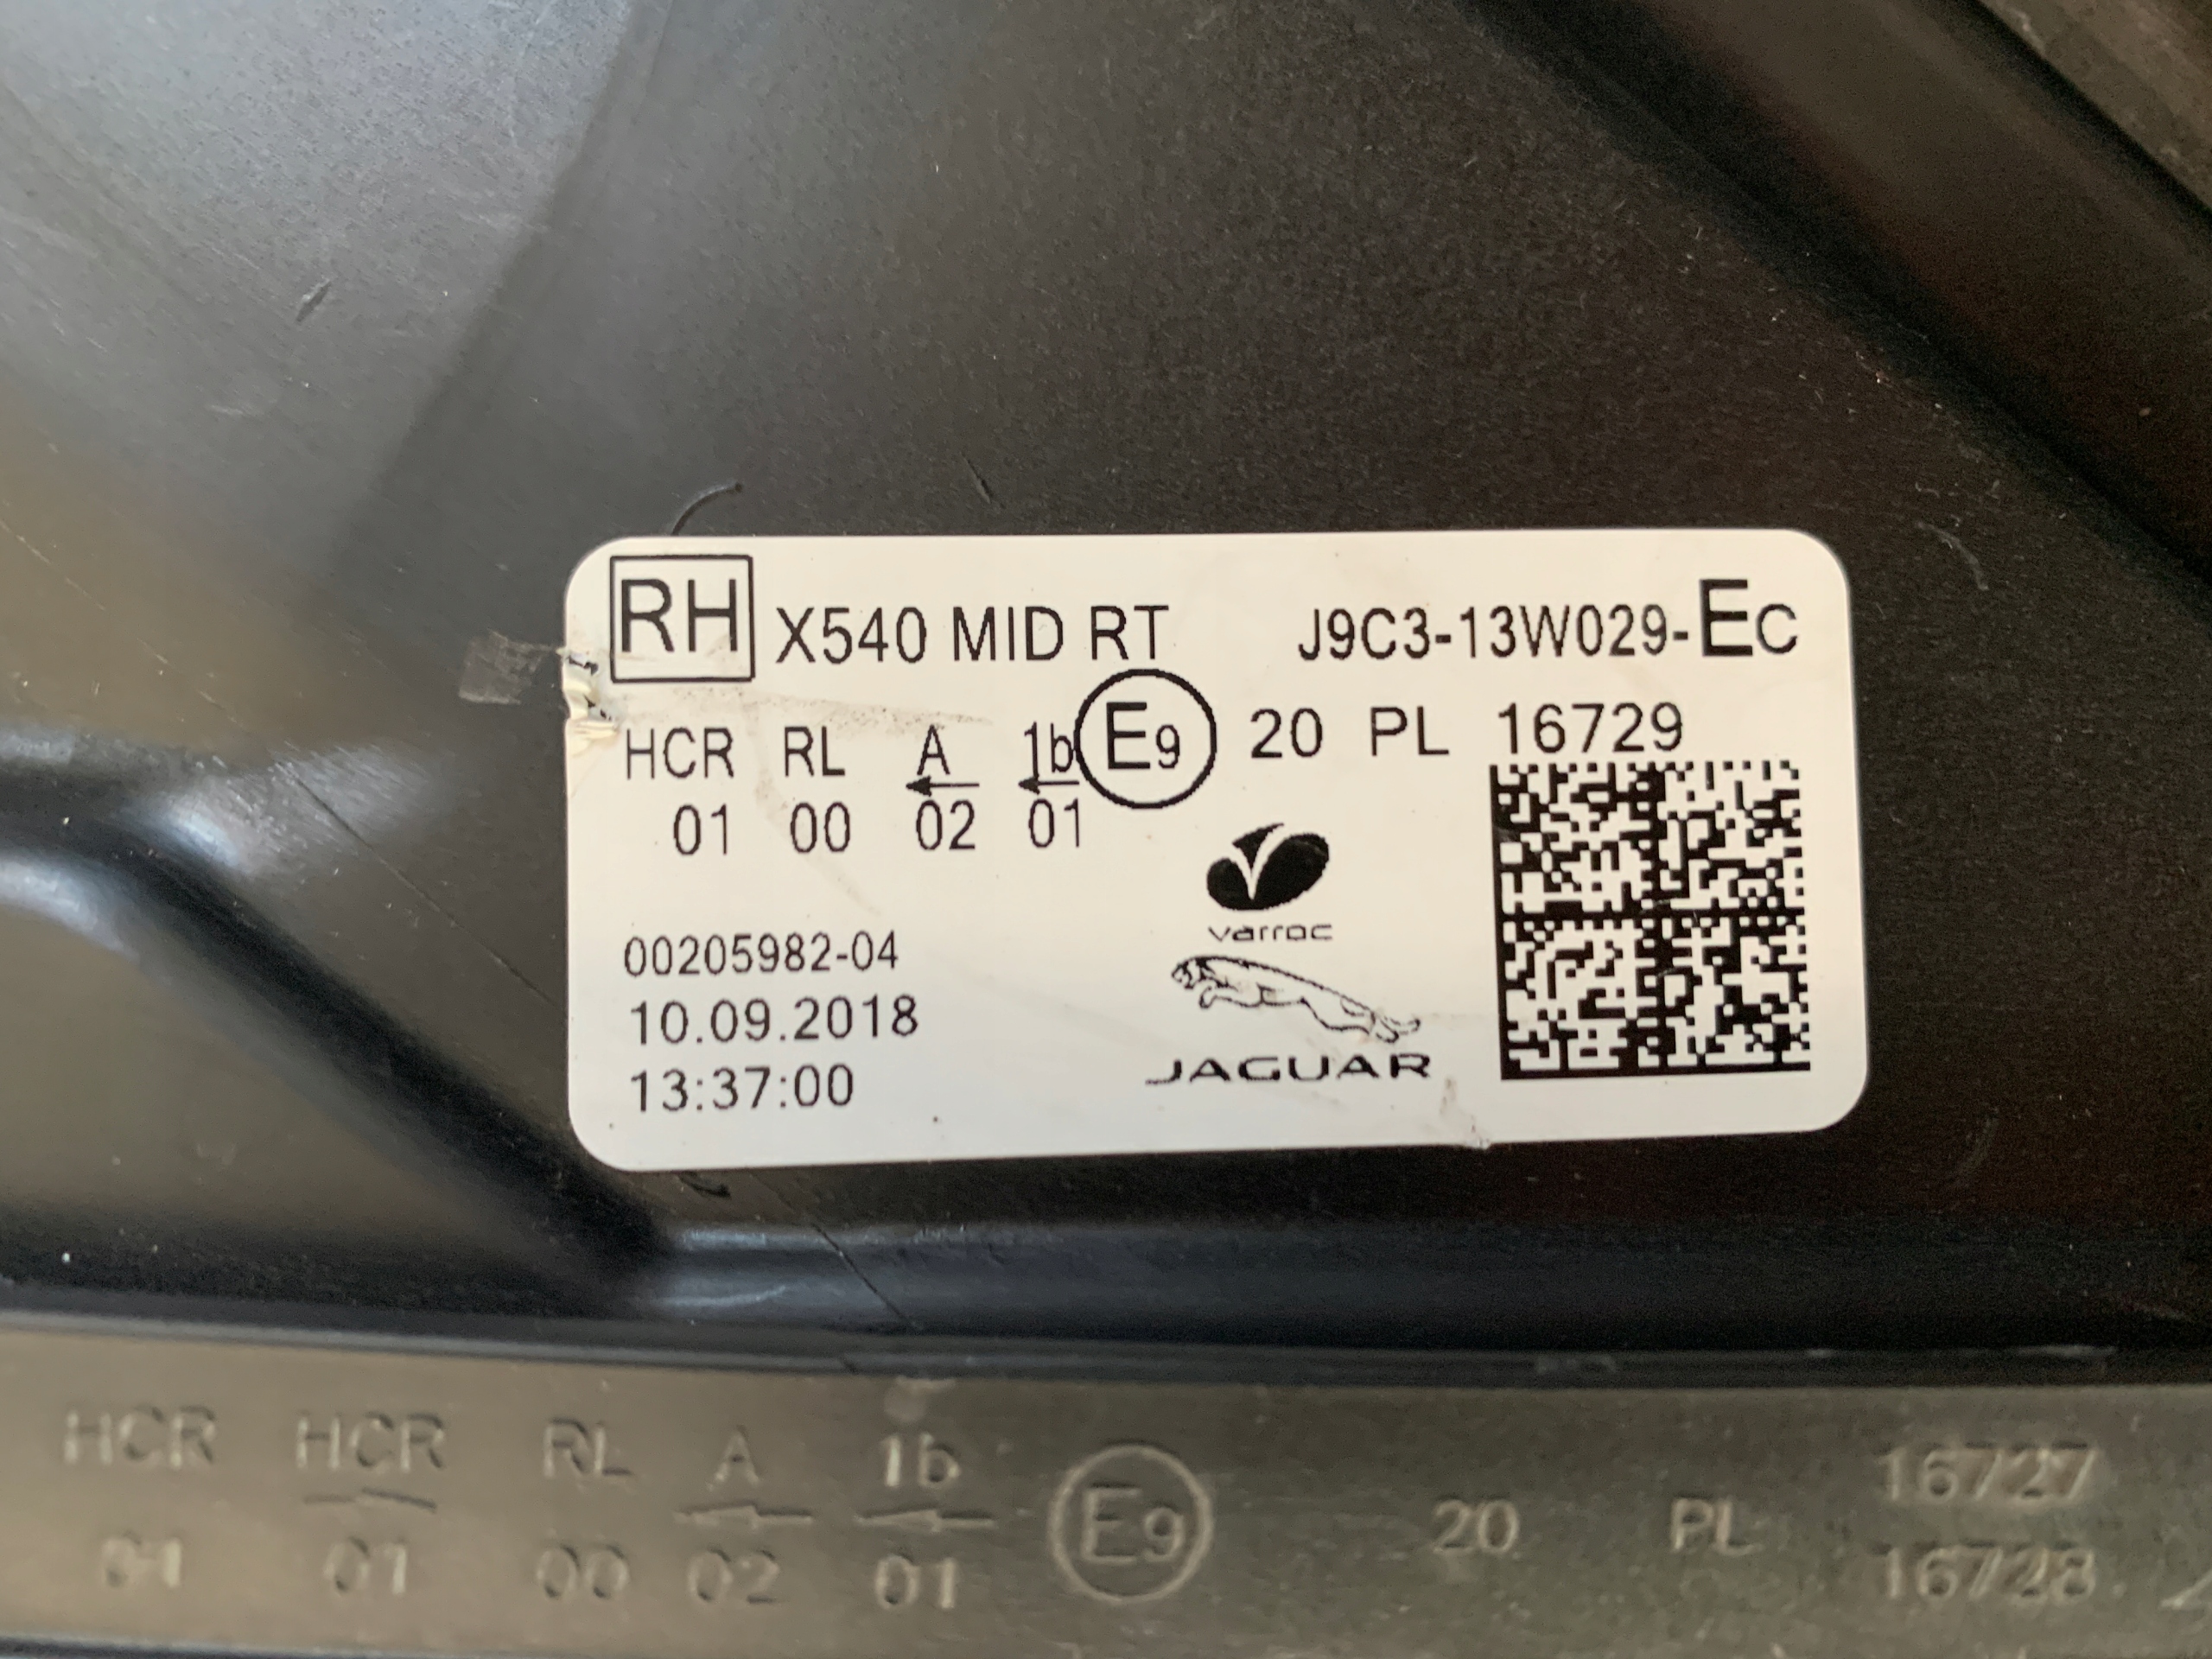 RH X540 MID RT J9C3-13W029-EC
HCR RL A 1b E9 20 PL 16729
01 00 02 01
varroc
00205982-04
10.09.2018
13:37:00
JAGUAR
HCR HCR RL A 1b E9 20 PL 16727
01 01 00 02 01 16728